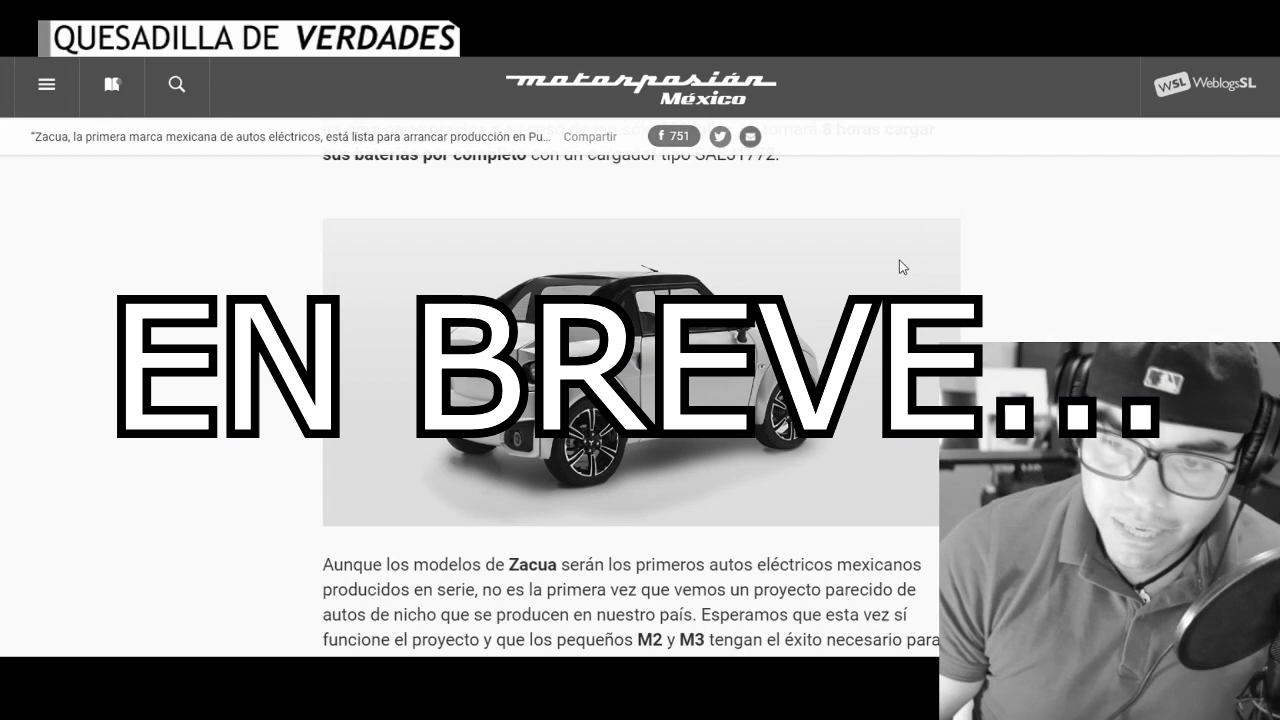 QUESADILLA DE VERDADES
motorpasión
México
WSL WeblogsSL
"Zacua, la primera marca mexicana de autos eléctricos, está lista para arrancar producción en Pu... Compartir 751
8 horas cargar
sus baterías por completo con un cargador tipo SAEJ1772.
EN BREVE...
Aunque los modelos de Zacua serán los primeros autos eléctricos mexicanos
producidos en serie, no es la primera vez que vemos un proyecto parecido de
autos de nicho que se producen en nuestro país. Esperamos que esta vez sí
funcione el proyecto y que los pequeños M2 y M3 tengan el éxito necesario para